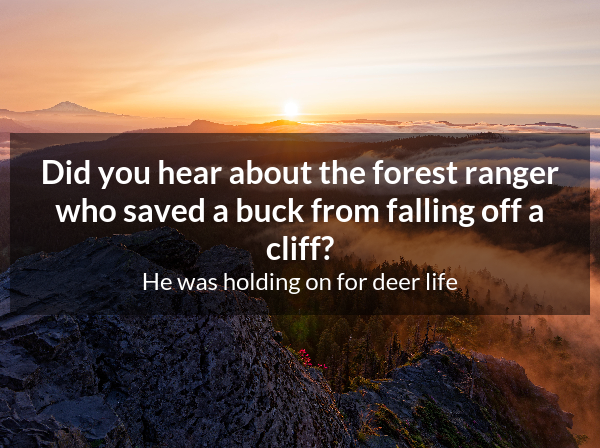 Did you hear about the forest ranger
who saved a buck from falling off a
cliff?
He was holding on for deer life